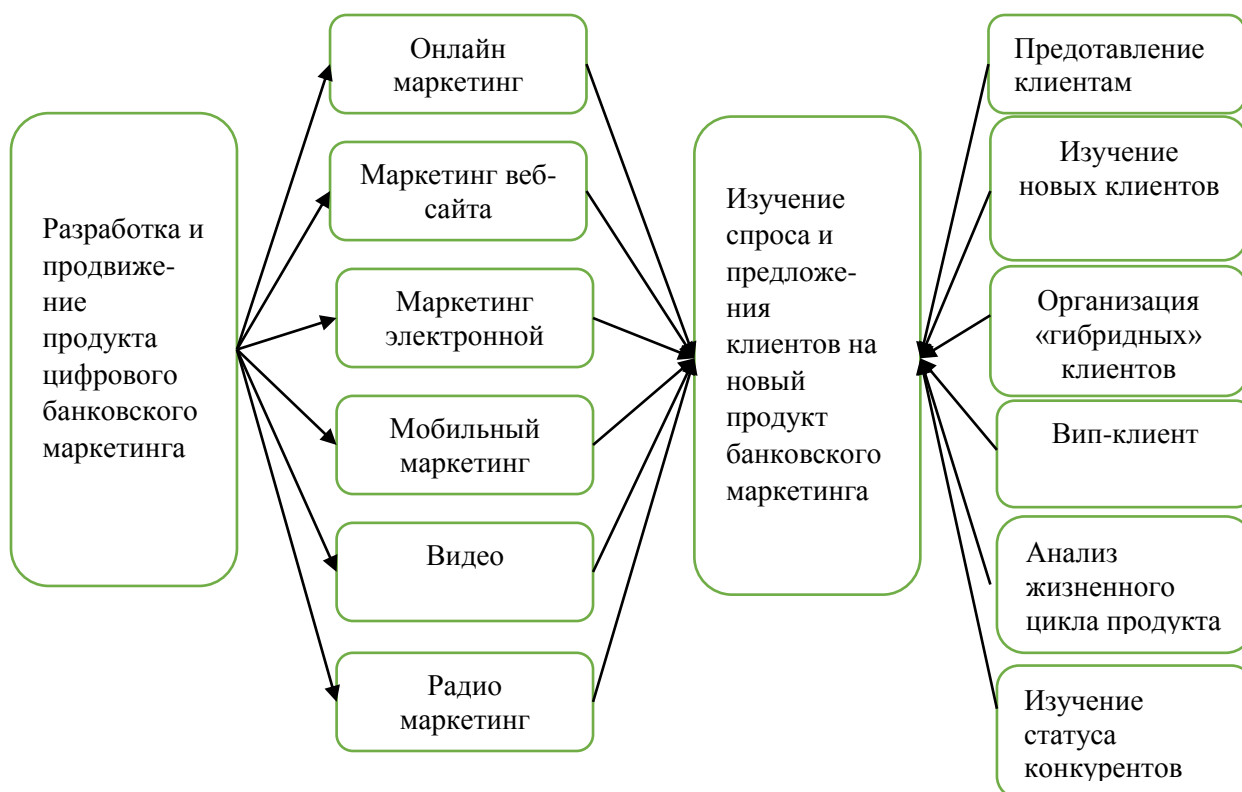 Разработка и
продвиже-
ние
продукта
цифрового
банковского
маркетинга
Онлайн
маркетинг
Маркетинг веб-
сайта
Маркетинг
электронной
Мобильный
маркетинг
Видео
Радио
маркетинг
Изучение
спроса и
предложе-
ния
клиентов на
новый
продукт
банковского
маркетинга
Предотавление
клиентам
Изучение
новых клиентов
Организация
«гибридных»
клиентов
Вип-клиент
Анализ
жизненного
цикла продукта
Изучение
статуса
конкурентов